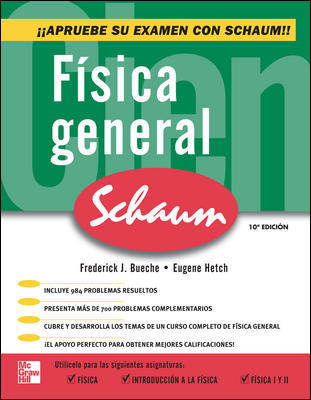 ¡¡APRUEBE SU EXAMEN CON SCHAUM!!
Cien
Física
general
Schaum
10ª EDICIÓN
Frederick J. Bueche - Eugene Hetch
INCLUYE 984 PROBLEMAS RESUELTOS
PRESENTA MÁS DE 700 PROBLEMAS COMPLEMENTARIOS
CUBRE Y DESARROLLA LOS TEMAS DE UN CURSO COMPLETO DE FÍSICA GENERAL
¡EL APOYO PERFECTO PARA OBTENER MEJORES CALIFICACIONES!
Mc
Graw
Hill
Utilícelo para las siguientes asignaturas:
FÍSICA INTRODUCCIÓN A LA FÍSICA FÍSICA I Y II